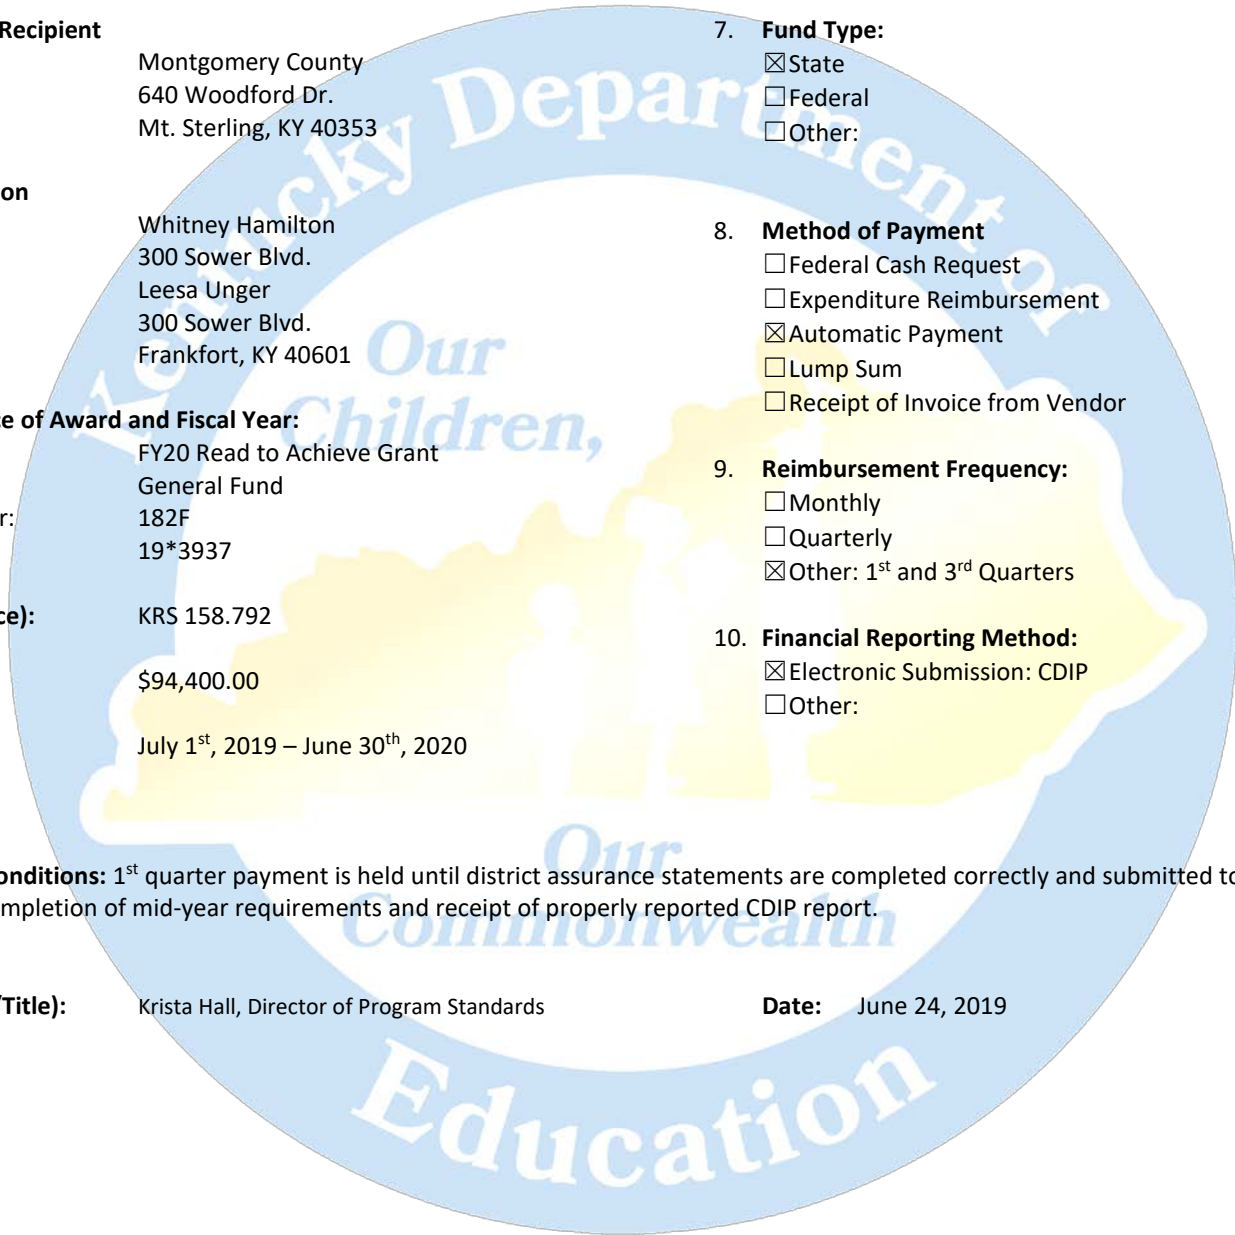 Recipient
Montgomery County
640 Woodford Dr.
Mt. Sterling, KY 40353
on
Whitney Hamilton
300 Sower Blvd.
Leesa Unger
300 Sower Blvd.
Frankfort, KY 40601
ce of Award and Fiscal Year:
FY20 Read to Achieve Grant
General Fund
r: 182F
19*3937
ce): KRS 158.792
$94,400.00
July 1st, 2019 – June 30th, 2020
7. Fund Type:
☒State
☐Federal
☐Other:
8. Method of Payment
☐Federal Cash Request
☐Expenditure Reimbursement
☒Automatic Payment
☐Lump Sum
☐Receipt of Invoice from Vendor
9. Reimbursement Frequency:
☐Monthly
☐Quarterly
☒Other: 1st and 3rd Quarters
10. Financial Reporting Method:
☒Electronic Submission: CDIP
☐Other:
onditions: 1st quarter payment is held until district assurance statements are completed correctly and submitted to
mpletion of mid-year requirements and receipt of properly reported CDIP report.
/Title): Krista Hall, Director of Program Standards Date: June 24, 2019
Kentucky Department of
Education
Our
Children,
Our
Commonwealth